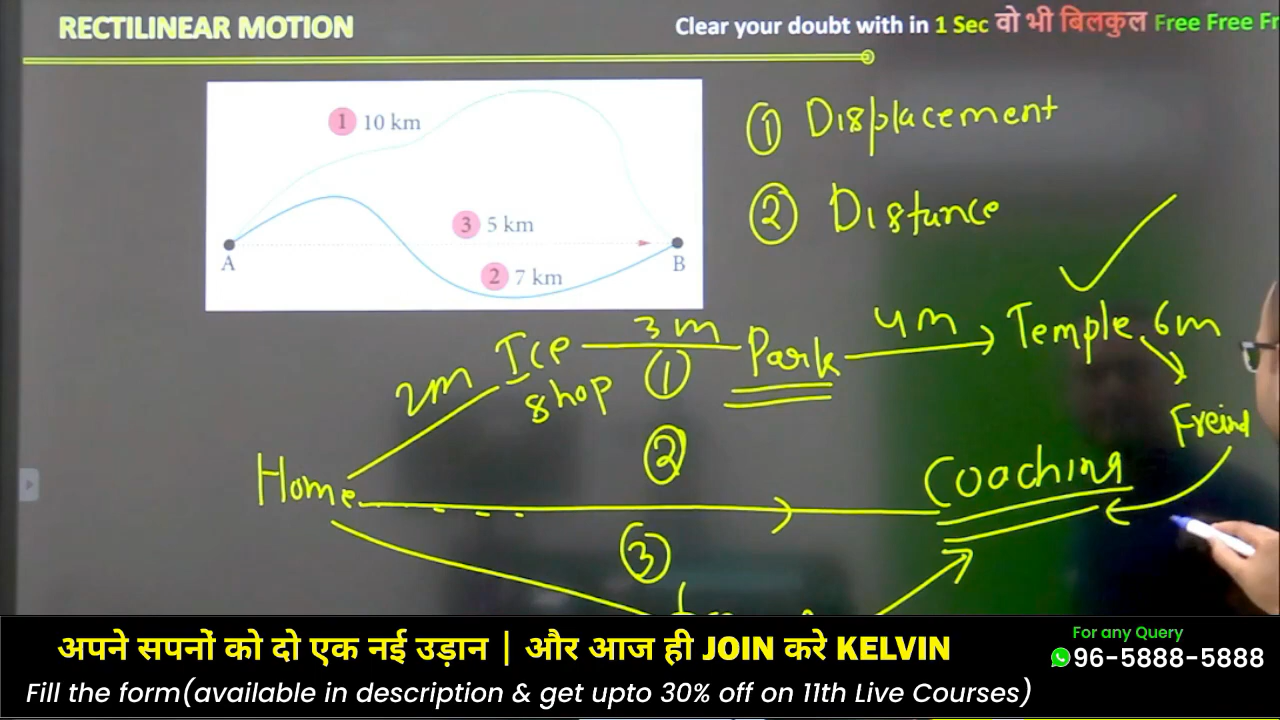 RECTILINEAR MOTION
Clear your doubt with in 1 Sec वो भी बिलकुल Free Free Fr
1 10 km
3 5 km
A
B
2 7 km
① Displacement
② Distance
2m
Ice shop
3m
①
Park
4m
Temple
6m
Freind
②
Home
Coaching
③
अपने सपनों को दो एक नई उड़ान | और आज ही JOIN करे KELVIN
For any Query
96-5888-5888
Fill the form(available in description & get upto 30% off on 11th Live Courses)